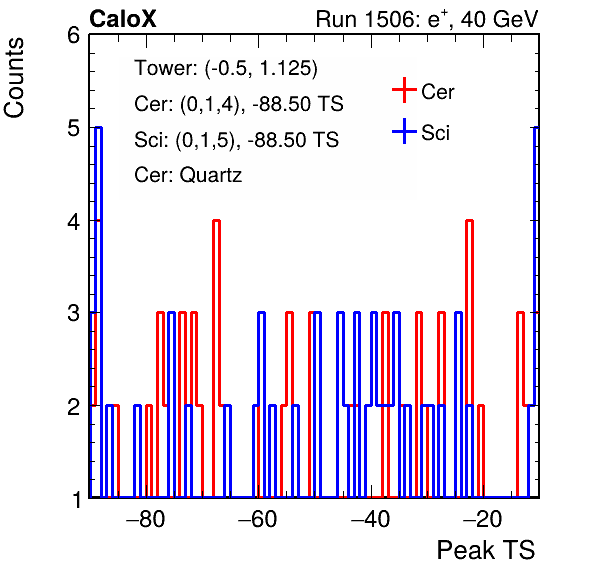 CaloX Run 1506: e⁺, 40 GeV
Counts
6
Tower: (-0.5, 1.125)
Cer: (0,1,4), -88.50 TS
Sci: (0,1,5), -88.50 TS
Cer: Quartz
Cer
Sci
5
4
3
2
1
−80 −60 −40 −20
Peak TS